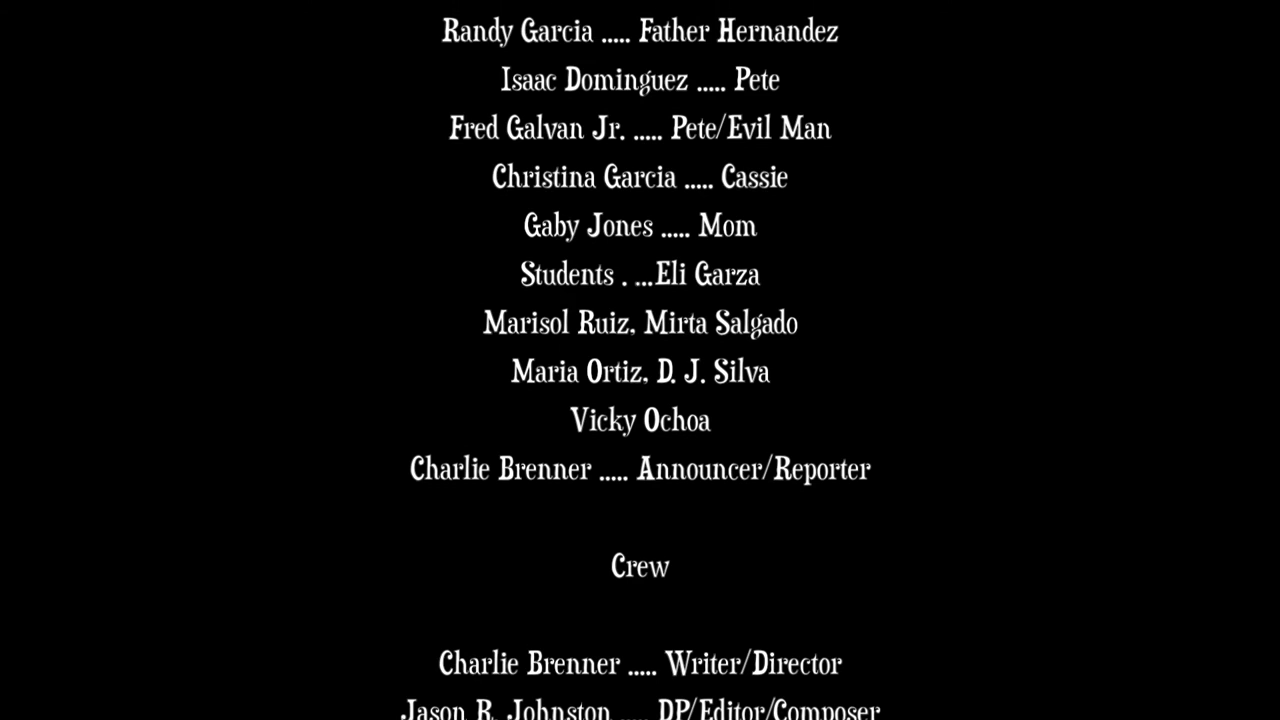 Randy Garcia ..... Father Hernandez
Isaac Dominguez ..... Pete
Fred Galvan Jr. ..... Pete/Evil Man
Christina Garcia ..... Cassie
Gaby Jones ..... Mom
Students . ...Eli Garza
Marisol Ruiz, Mirta Salgado
Maria Ortiz, D. J. Silva
Vicky Ochoa
Charlie Brenner ..... Announcer/Reporter
Crew
Charlie Brenner ..... Writer/Director
Jason R. Johnston ..... DP/Editor/Composer